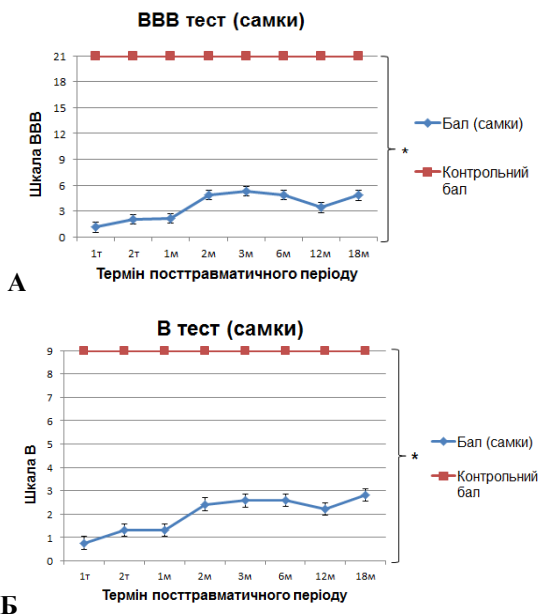 ВВВ тест (самки)
21
18
15
12
9
6
3
0
Шкала ВВВ
1т 2т 1м 2м 3м 6м 12м 18м
Термін посттравматичного періоду
*
Бал (самки)
Контрольний
бал
А
В тест (самки)
9
8
7
6
5
4
3
2
1
0
Шкала В
1т 2т 1м 2м 3м 6м 12м 18м
Термін посттравматичного періоду
*
Бал (самки)
Контрольний
бал
Б